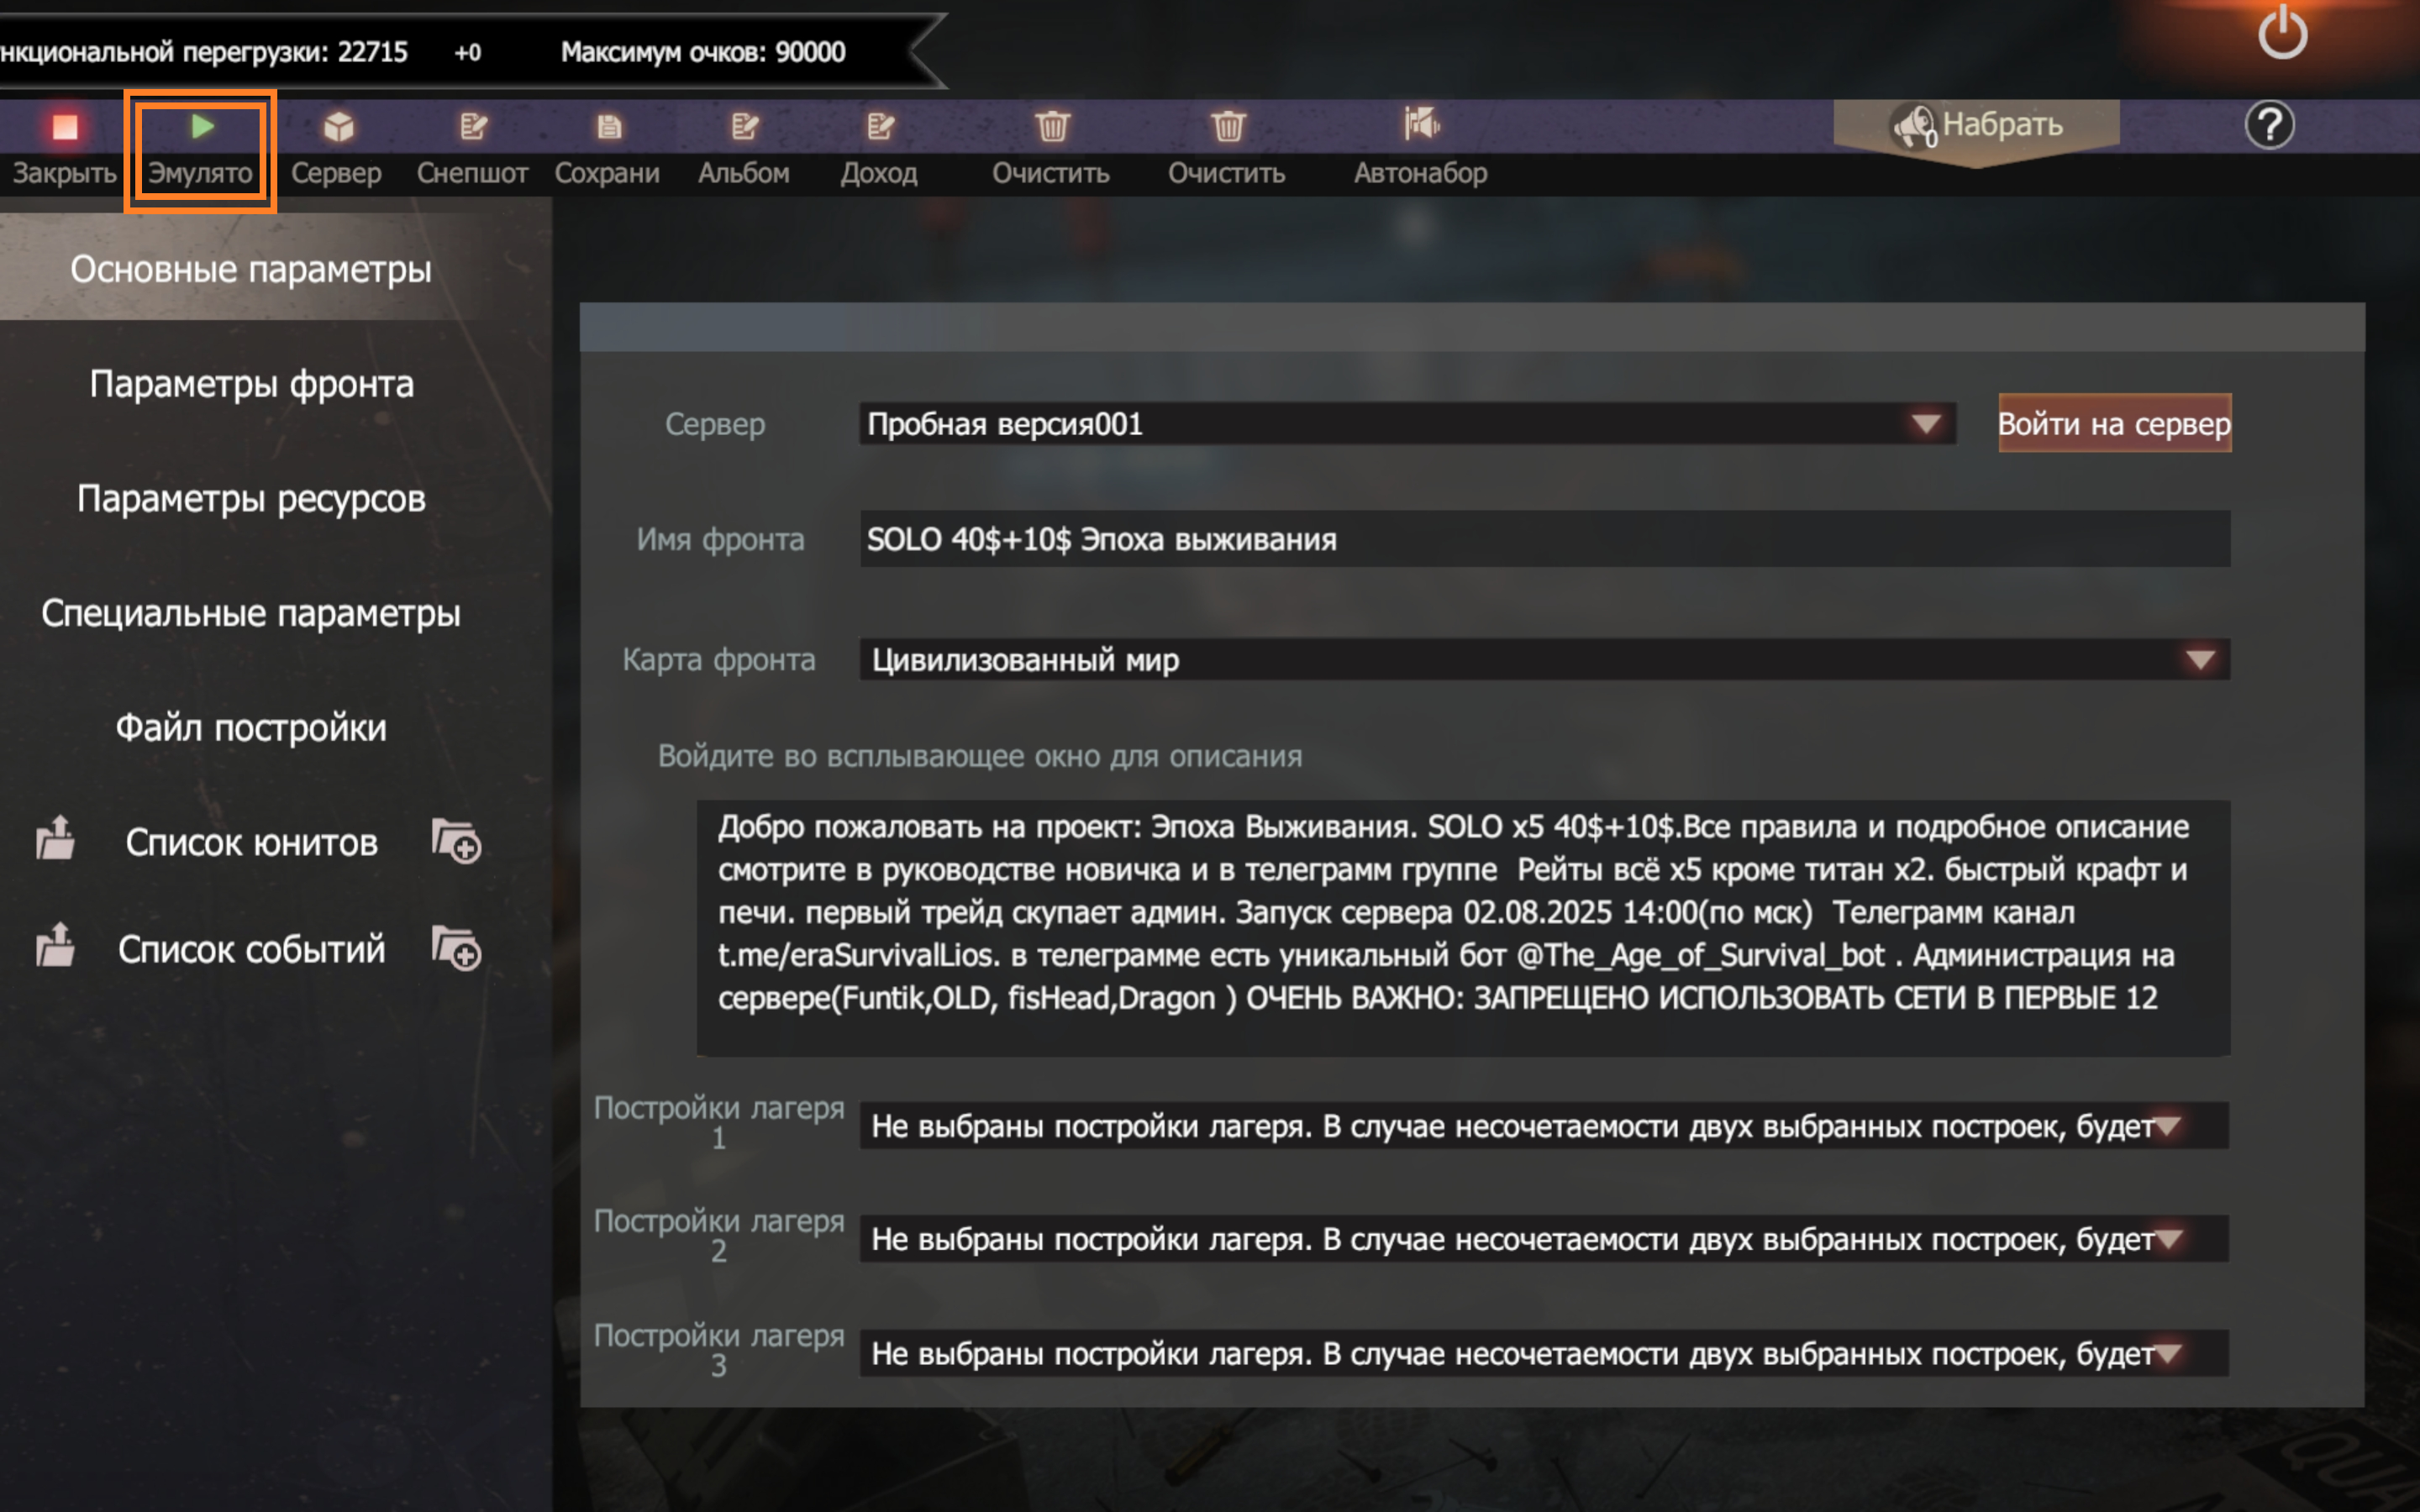 нкциональной перегрузки: 22715 +0 Максимум очков: 90000
Закрыть Эмулято Сервер Снепшот Сохрани Альбом Доход Очистить Очистить Автонабор 0 Набрать ?
Основные параметры
Параметры фронта
Параметры ресурсов
Специальные параметры
Файл постройки
Список юнитов
Список событий
Сервер Пробная версия001 Войти на сервер
Имя фронта SOLO 40$+10$ Эпоха выживания
Карта фронта Цивилизованный мир
Войдите во всплывающее окно для описания
Добро пожаловать на проект: Эпоха Выживания. SOLO x5 40$+10$.Все правила и подробное описание
смотрите в руководстве новичка и в телеграмм группе  Рейты всё x5 кроме титан x2. быстрый крафт и
печи. первый трейд скупает админ. Запуск сервера 02.08.2025 14:00(по мск)  Телеграмм канал
t.me/eraSurvivalLios. в телеграмме есть уникальный бот @The_Age_of_Survival_bot . Администрация на
сервере(Funtik,OLD, fisHead,Dragon ) ОЧЕНЬ ВАЖНО: ЗАПРЕЩЕНО ИСПОЛЬЗОВАТЬ СЕТИ В ПЕРВЫЕ 12
Постройки лагеря
1
Не выбраны постройки лагеря. В случае несочетаемости двух выбранных построек, будет
Постройки лагеря
2
Не выбраны постройки лагеря. В случае несочетаемости двух выбранных построек, будет
Постройки лагеря
3
Не выбраны постройки лагеря. В случае несочетаемости двух выбранных построек, будет
QUA